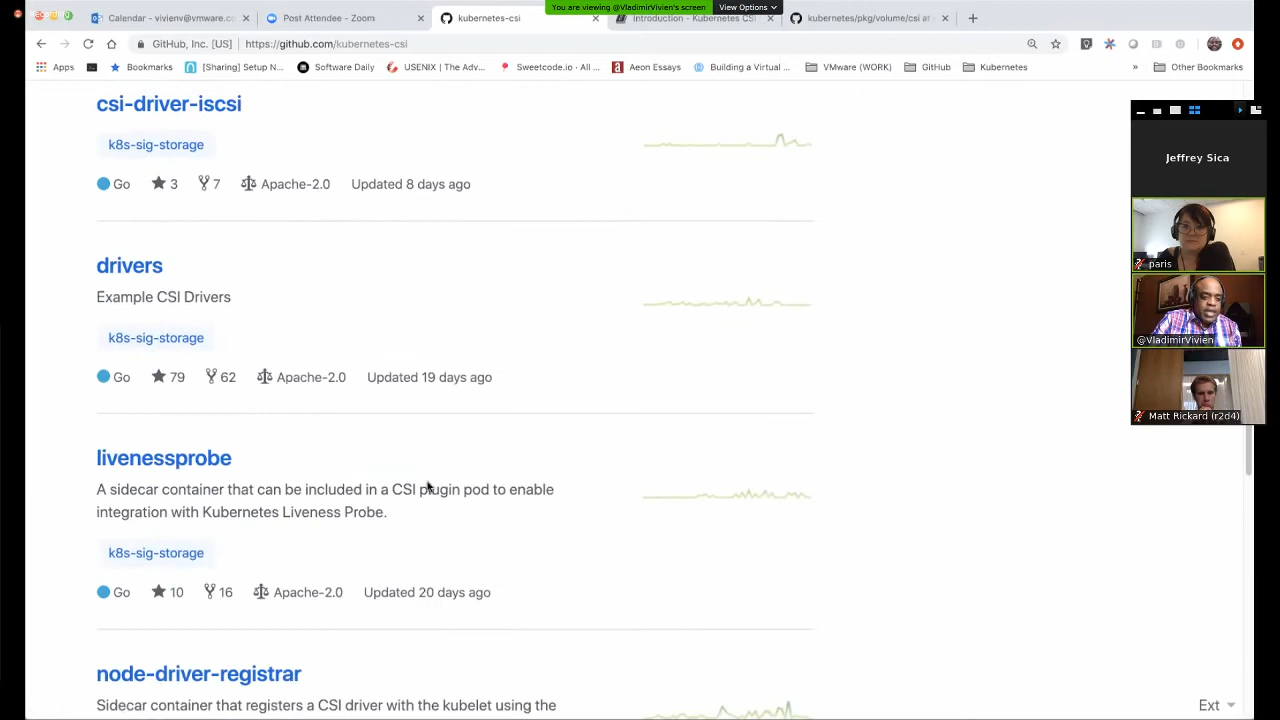 You are viewing @VladimirVivien's screen
View Options
Calendar - vivienv@vmware.c
Post Attendee - Zoom
kubernetes-csi
Introduction - Kubernetes CSI
kubernetes/pkg/volume/csi at
GitHub, Inc. [US]
https://github.com/kubernetes-csi
Apps
Bookmarks
[Sharing] Setup N...
Software Daily
USENIX | The Adv...
Sweetcode.io - Al ...
Aeon Essays
Building a Virtual ...
VMware (WORK)
GitHub
Kubernetes
»
Other Bookmarks
csi-driver-iscsi
k8s-sig-storage
Go 3 7 Apache-2.0 Updated 8 days ago
drivers
Example CSI Drivers
k8s-sig-storage
Go 79 62 Apache-2.0 Updated 19 days ago
livenessprobe
A sidecar container that can be included in a CSI plugin pod to enable
integration with Kubernetes Liveness Probe.
k8s-sig-storage
Go 10 16 Apache-2.0 Updated 20 days ago
node-driver-registrar
Sidecar container that registers a CSI driver with the kubelet using the
Jeffrey Sica
paris
@VladimirVivien
Matt Rickard (r2d4)
Ext